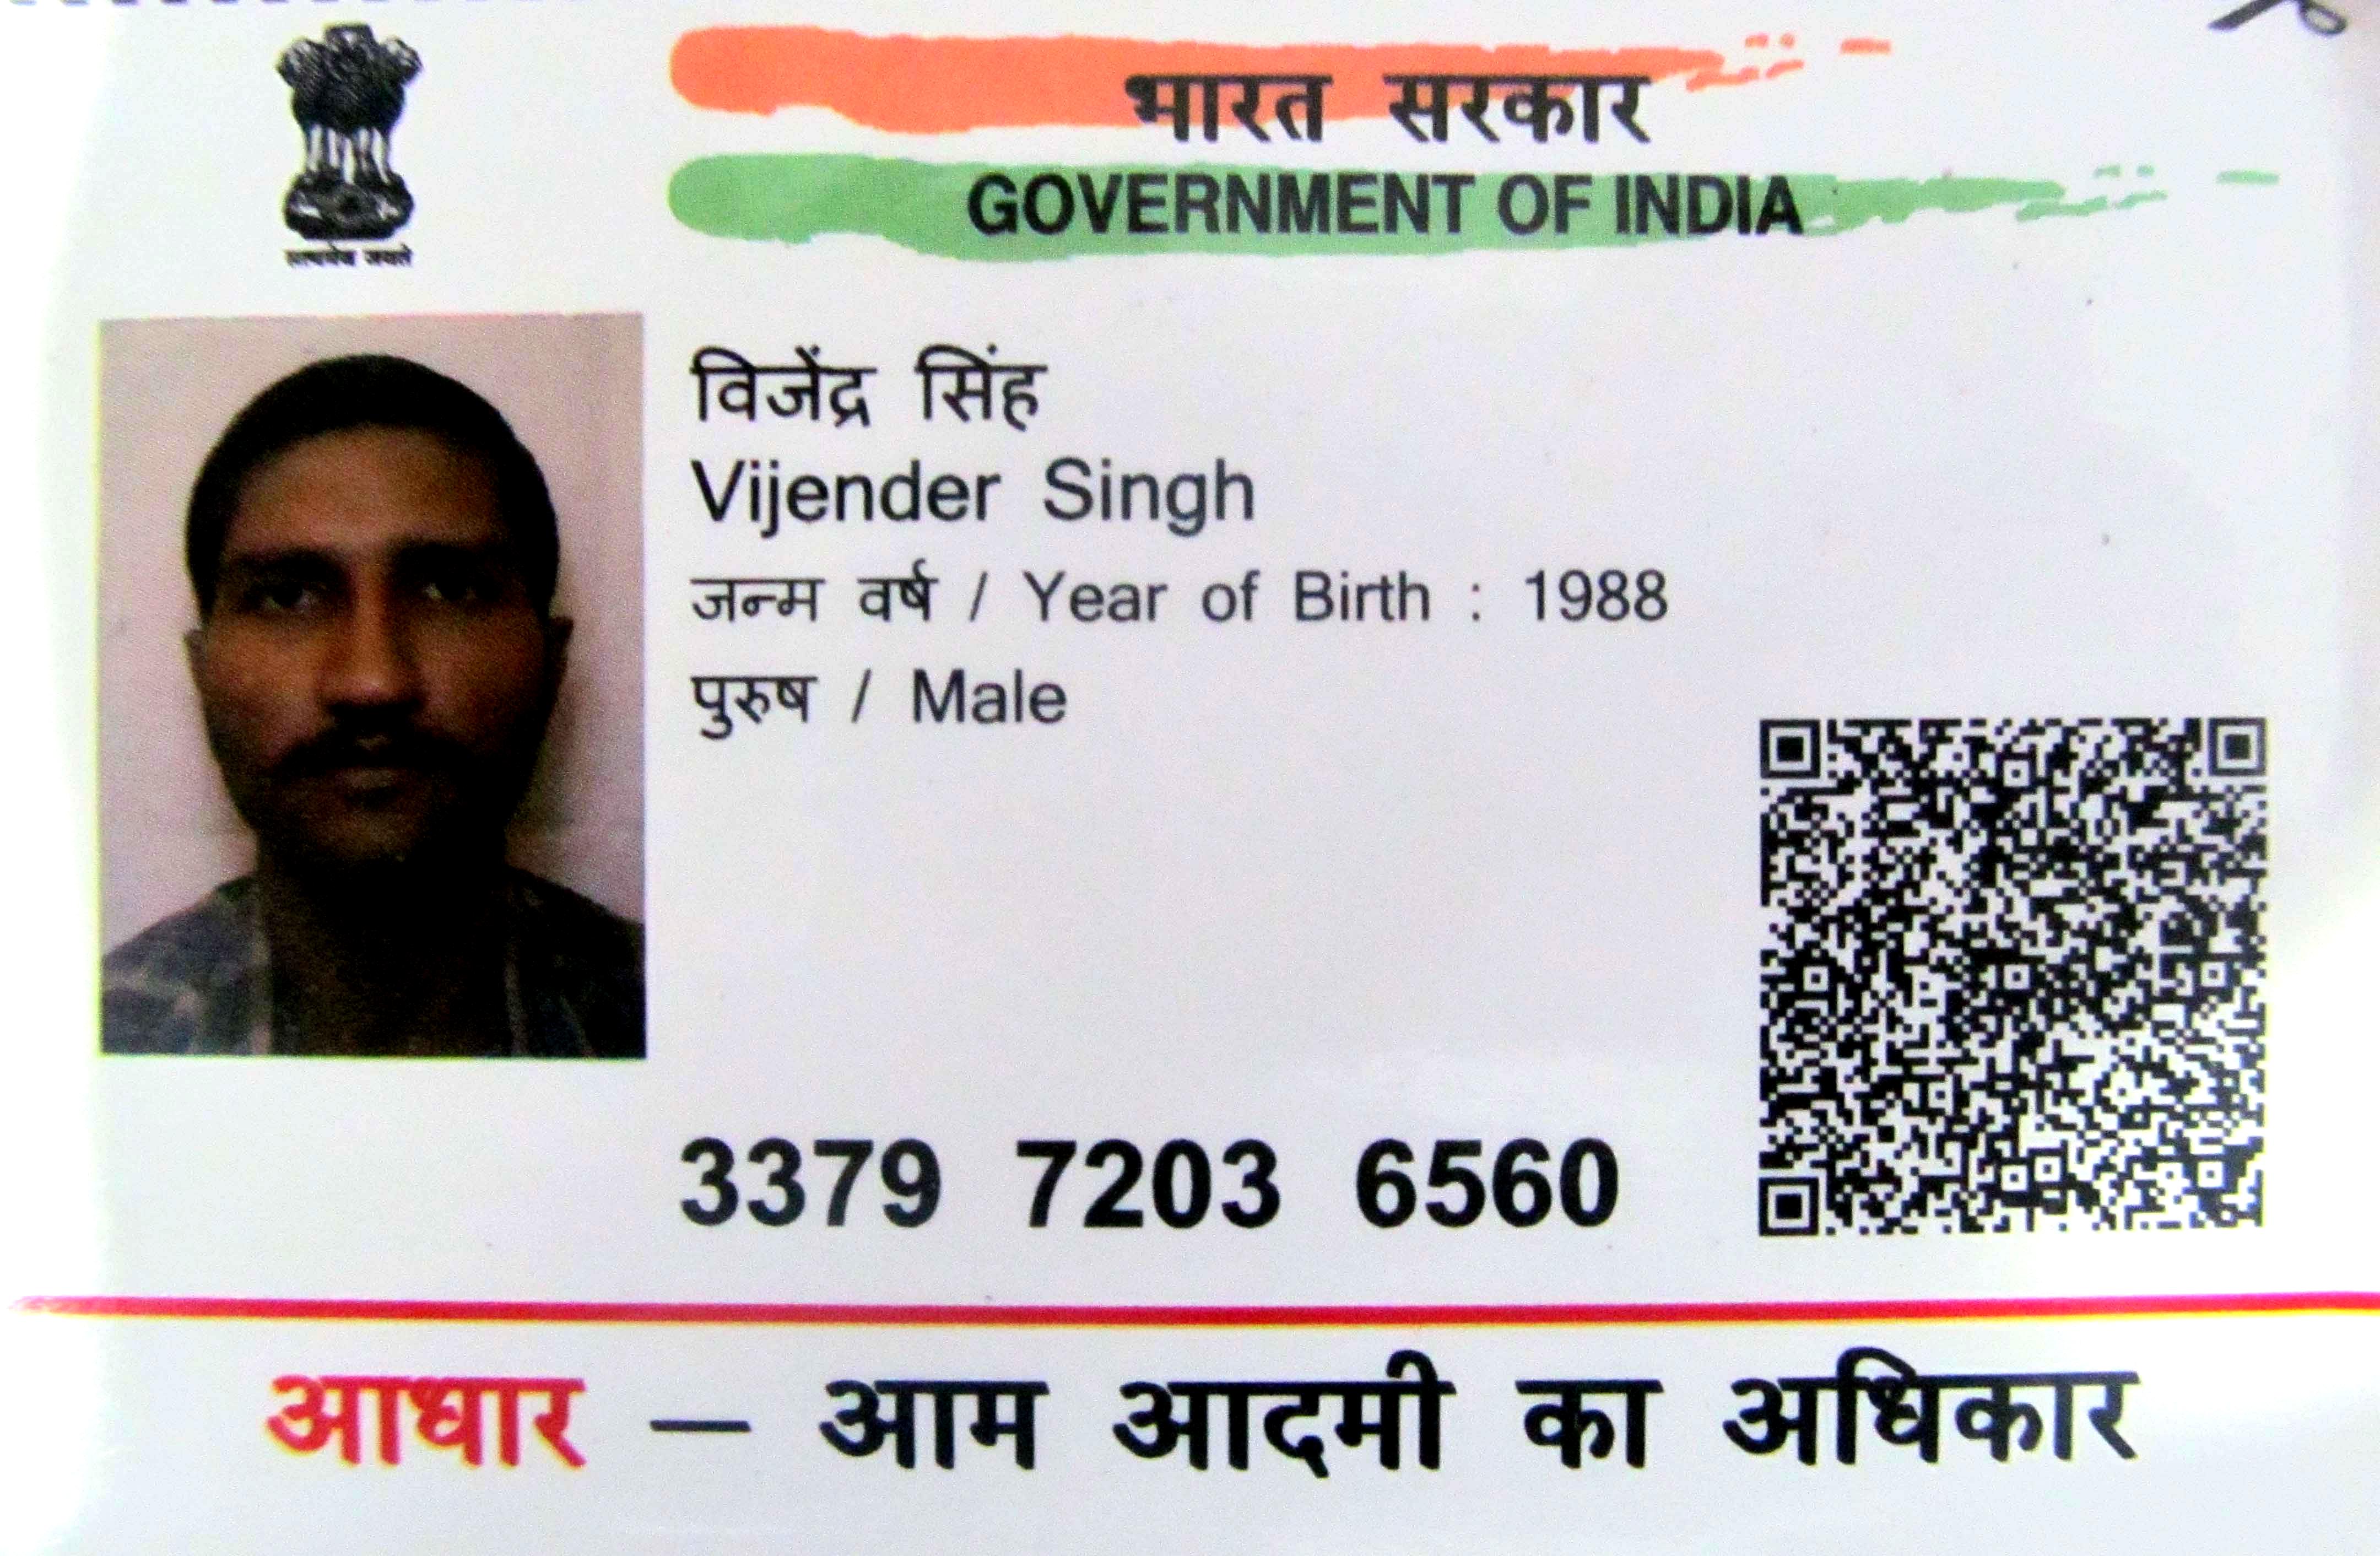 सत्यमेव जयते
भारत सरकार
GOVERNMENT OF INDIA
विजेंद्र सिंह
Vijender Singh
जन्म वर्ष / Year of Birth : 1988
पुरुष / Male
3379 7203 6560
आधार — आम आदमी का अधिकार